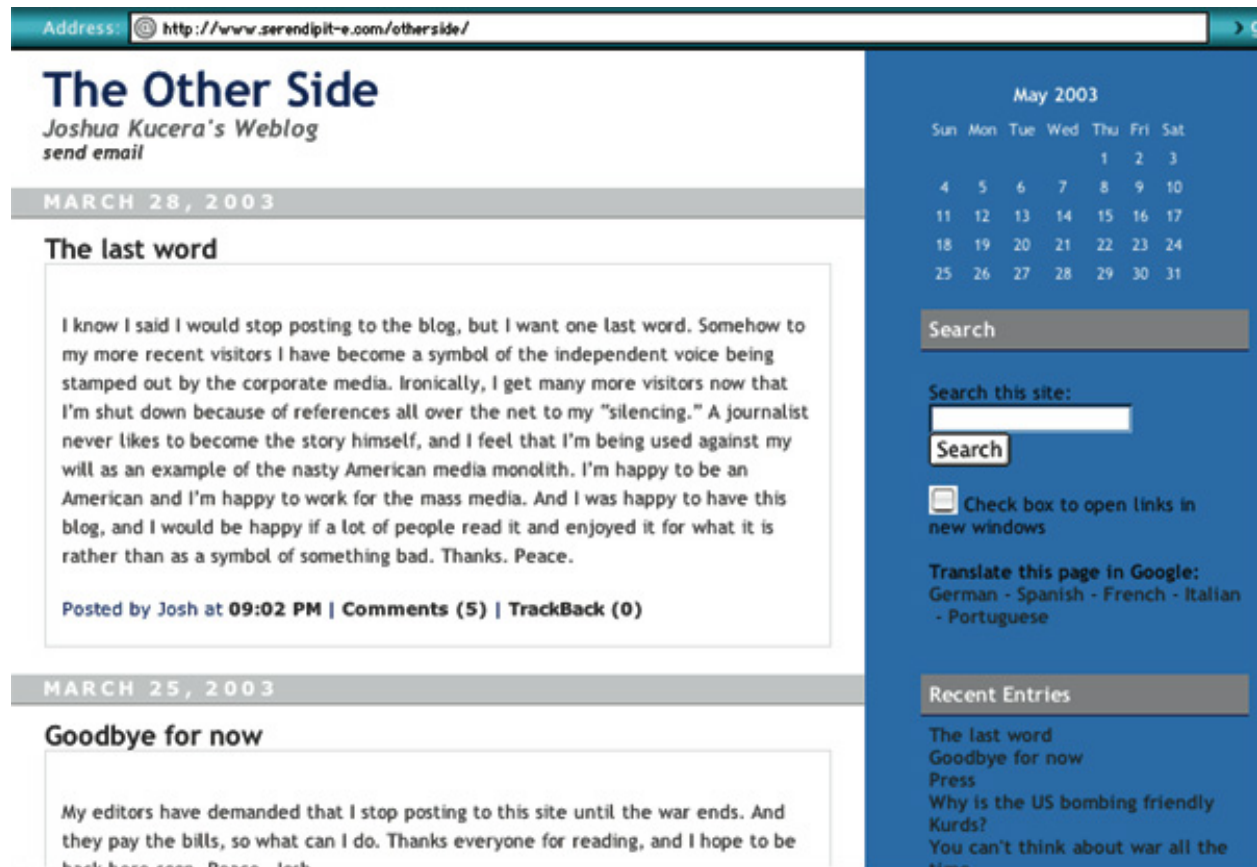 Address: http://www.serendipit-e.com/otherside/
The Other Side
Joshua Kucera's Weblog
send email
MARCH 28, 2003
The last word
I know I said I would stop posting to the blog, but I want one last word. Somehow to
my more recent visitors I have become a symbol of the independent voice being
stamped out by the corporate media. Ironically, I get many more visitors now that
I'm shut down because of references all over the net to my "silencing." A journalist
never likes to become the story himself, and I feel that I'm being used against my
will as an example of the nasty American media monolith. I'm happy to be an
American and I'm happy to work for the mass media. And I was happy to have this
blog, and I would be happy if a lot of people read it and enjoyed it for what it is
rather than as a symbol of something bad. Thanks. Peace.
Posted by Josh at 09:02 PM | Comments (5) | TrackBack (0)
MARCH 25, 2003
Goodbye for now
My editors have demanded that I stop posting to this site until the war ends. And
they pay the bills, so what can I do. Thanks everyone for reading, and I hope to be
back here soon. Peace, Josh
May 2003
Sun Mon Tue Wed Thu Fri Sat
1 2 3
4 5 6 7 8 9 10
11 12 13 14 15 16 17
18 19 20 21 22 23 24
25 26 27 28 29 30 31
Search
Search this site:
Search
Check box to open links in
new windows
Translate this page in Google:
German - Spanish - French - Italian
- Portuguese
Recent Entries
The last word
Goodbye for now
Press
Why is the US bombing friendly
Kurds?
You can't think about war all the
time